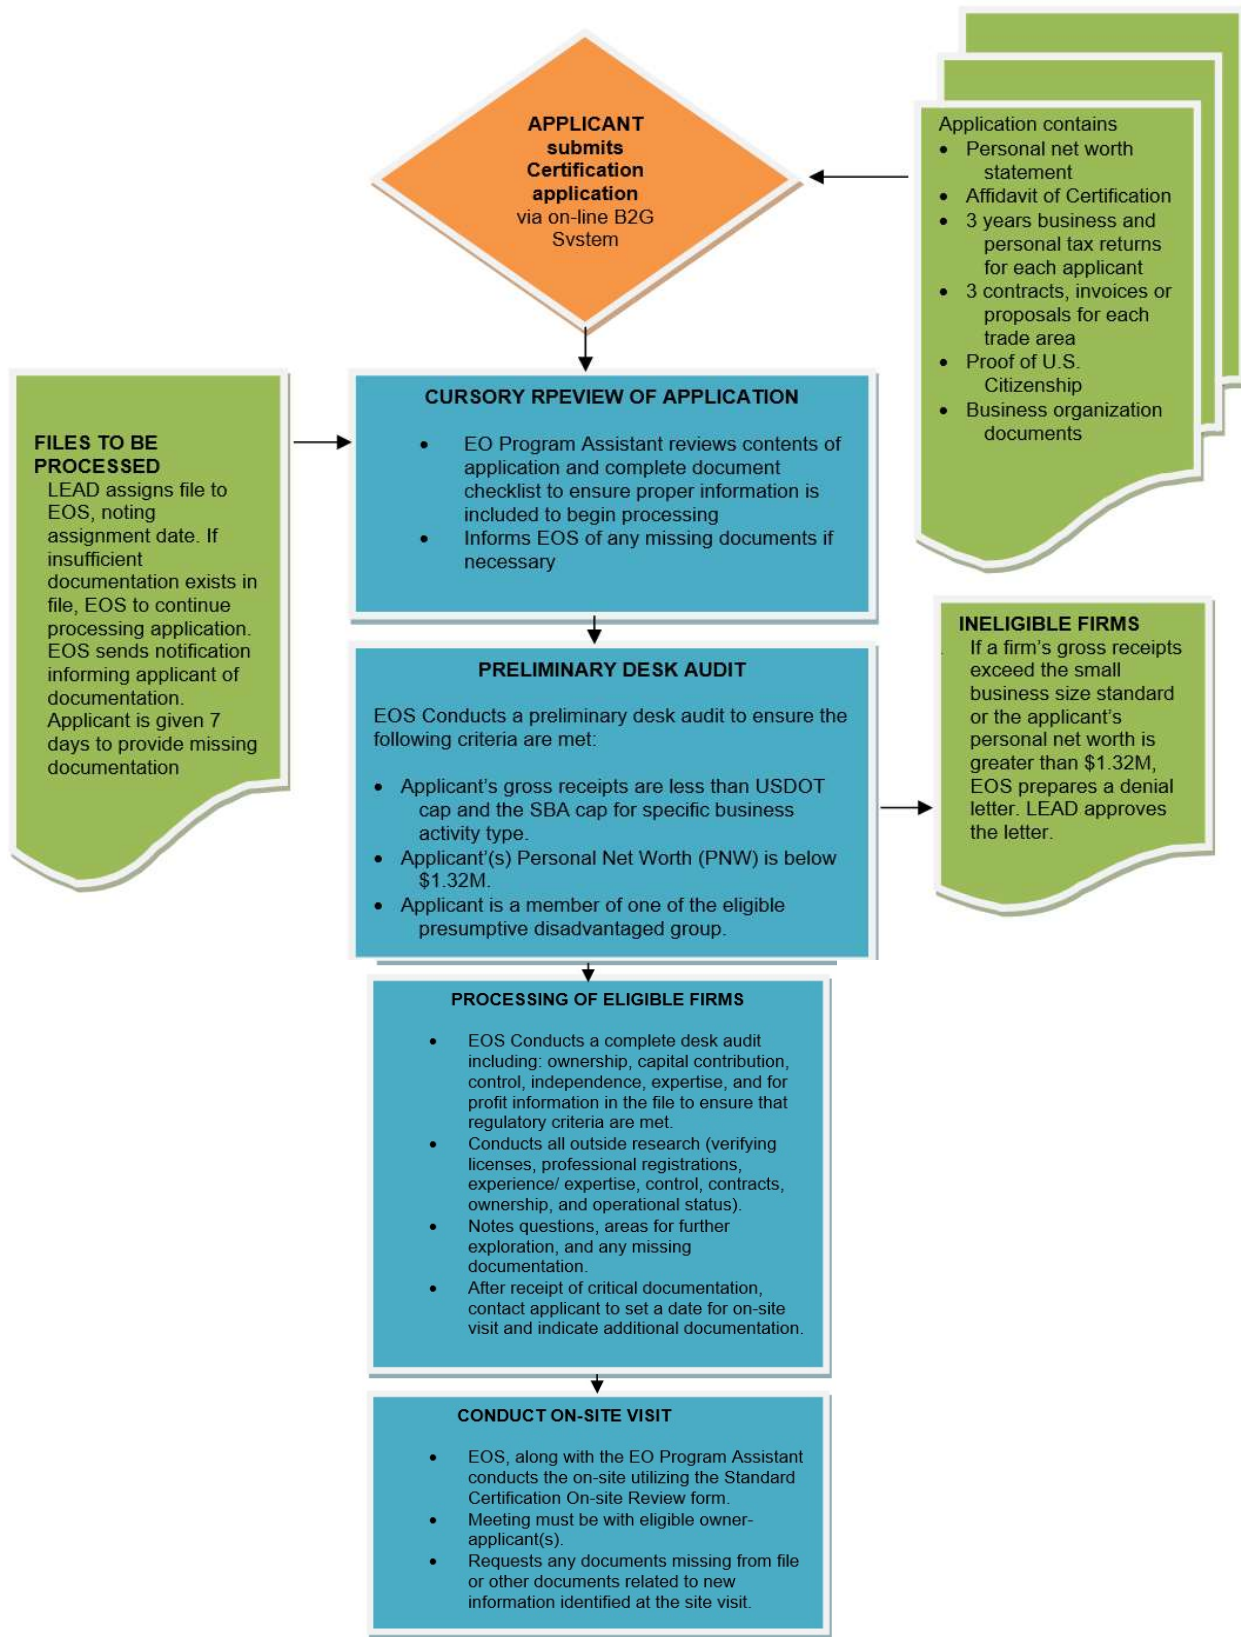 APPLICANT
submits
Certification
application
via on-line B2G
Svstem
Application contains
• Personal net worth
statement
• Affidavit of Certification
• 3 years business and
personal tax returns
for each applicant
• 3 contracts, invoices or
proposals for each
trade area
• Proof of U.S.
Citizenship
• Business organization
documents
FILES TO BE
PROCESSED
LEAD assigns file to
EOS, noting
assignment date. If
insufficient
documentation exists in
file, EOS to continue
processing application.
EOS sends notification
informing applicant of
documentation.
Applicant is given 7
days to provide missing
documentation
CURSORY RPEVIEW OF APPLICATION
• EO Program Assistant reviews contents of
application and complete document
checklist to ensure proper information is
included to begin processing
• Informs EOS of any missing documents if
necessary
PRELIMINARY DESK AUDIT
EOS Conducts a preliminary desk audit to ensure the
following criteria are met:
• Applicant's gross receipts are less than USDOT
cap and the SBA cap for specific business
activity type.
• Applicant'(s) Personal Net Worth (PNW) is below
$1.32M.
• Applicant is a member of one of the eligible
presumptive disadvantaged group.
INELIGIBLE FIRMS
If a firm's gross receipts
exceed the small
business size standard
or the applicant's
personal net worth is
greater than $1.32M,
EOS prepares a denial
letter. LEAD approves
the letter.
PROCESSING OF ELIGIBLE FIRMS
• EOS Conducts a complete desk audit
including: ownership, capital contribution,
control, independence, expertise, and for
profit information in the file to ensure that
regulatory criteria are met.
• Conducts all outside research (verifying
licenses, professional registrations,
experience/ expertise, control, contracts,
ownership, and operational status).
• Notes questions, areas for further
exploration, and any missing
documentation.
• After receipt of critical documentation,
contact applicant to set a date for on-site
visit and indicate additional documentation.
CONDUCT ON-SITE VISIT
• EOS, along with the EO Program Assistant
conducts the on-site utilizing the Standard
Certification On-site Review form.
• Meeting must be with eligible owner-
applicant(s).
• Requests any documents missing from file
or other documents related to new
information identified at the site visit.